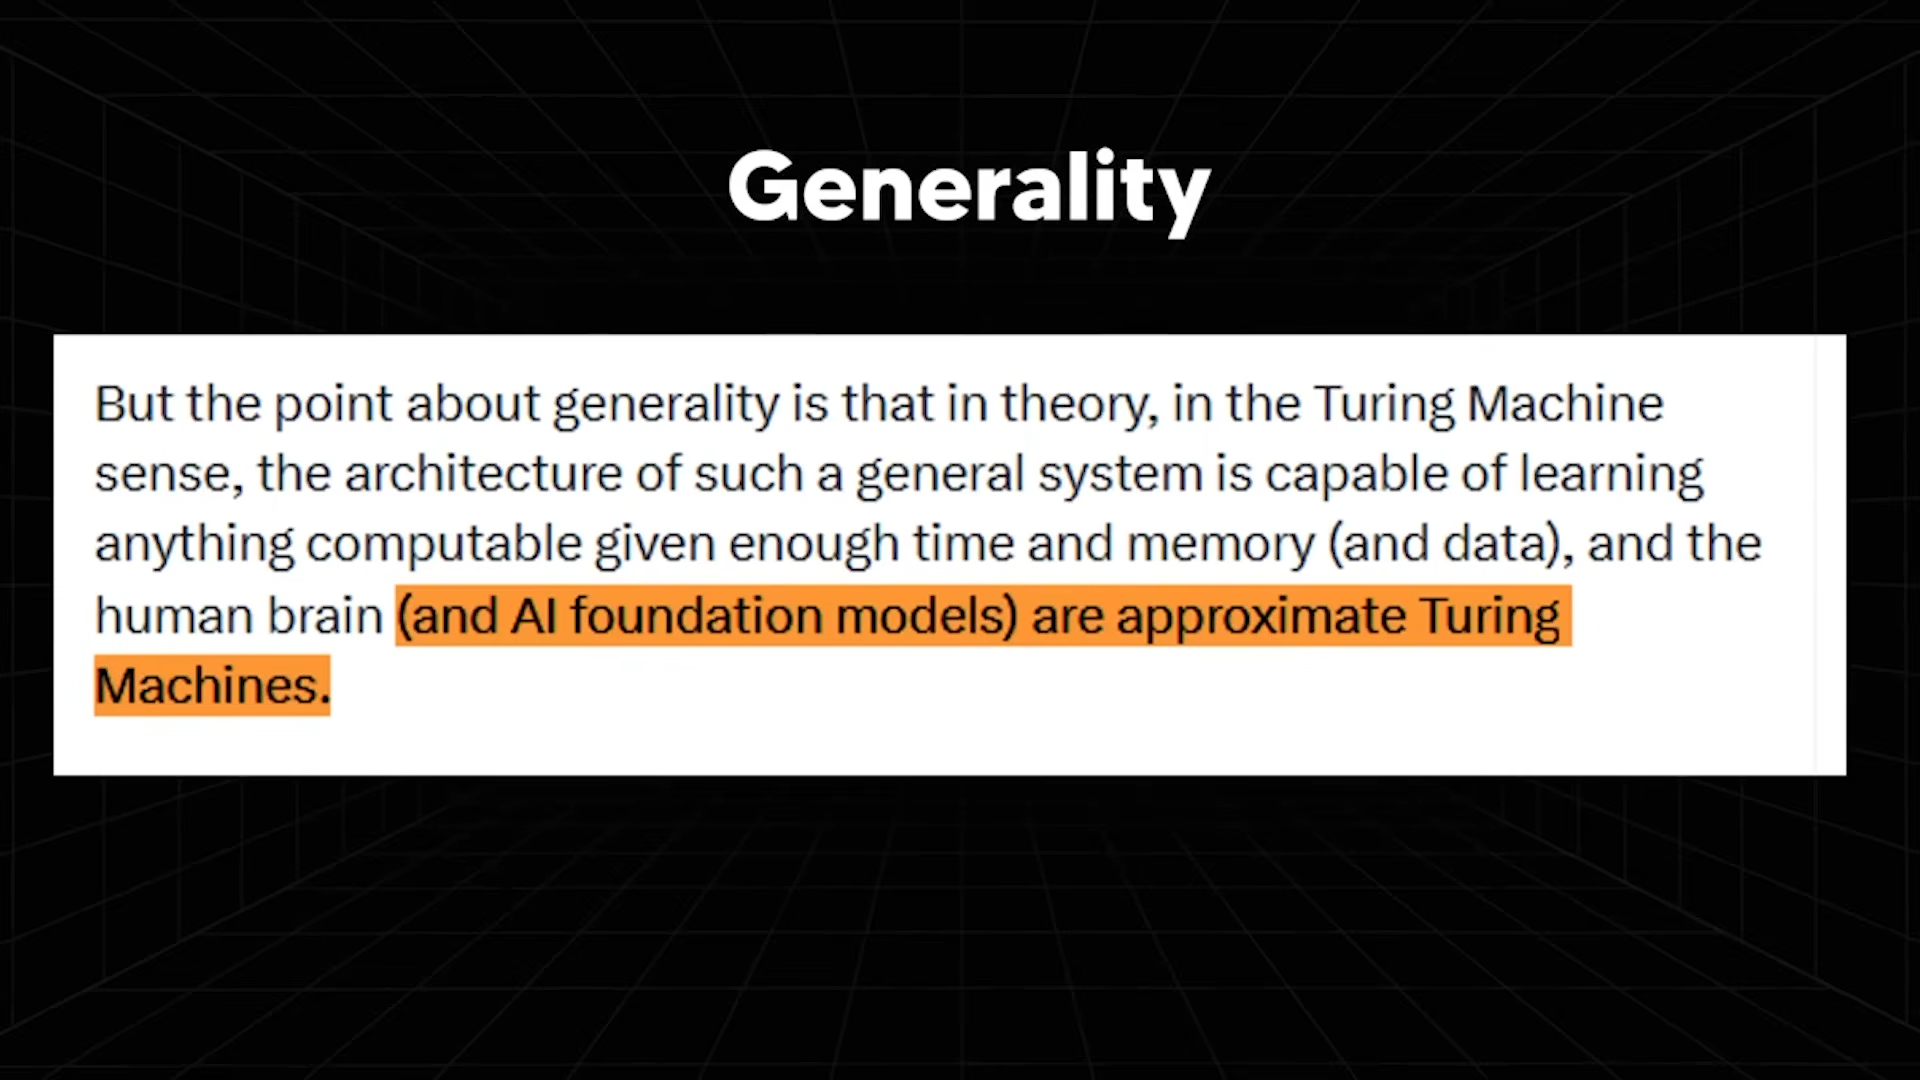 Generality
But the point about generality is that in theory, in the Turing Machine
sense, the architecture of such a general system is capable of learning
anything computable given enough time and memory (and data), and the
human brain (and AI foundation models) are approximate Turing
Machines.